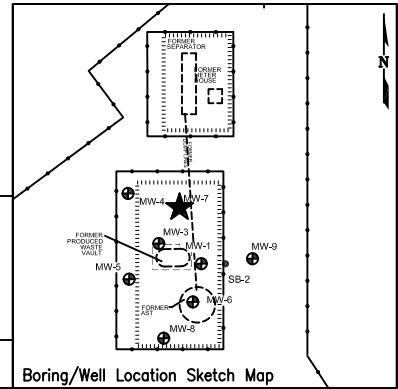 FORMER
SEPARATOR
FORMER
METER
HOUSE
N
MW-4
MW-7
FORMER
PRODUCED
WASTE
VAULT
MW-3
MW-1
MW-9
MW-5
SB-2
FORMER
AST
MW-6
MW-8
Boring/Well Location Sketch Map